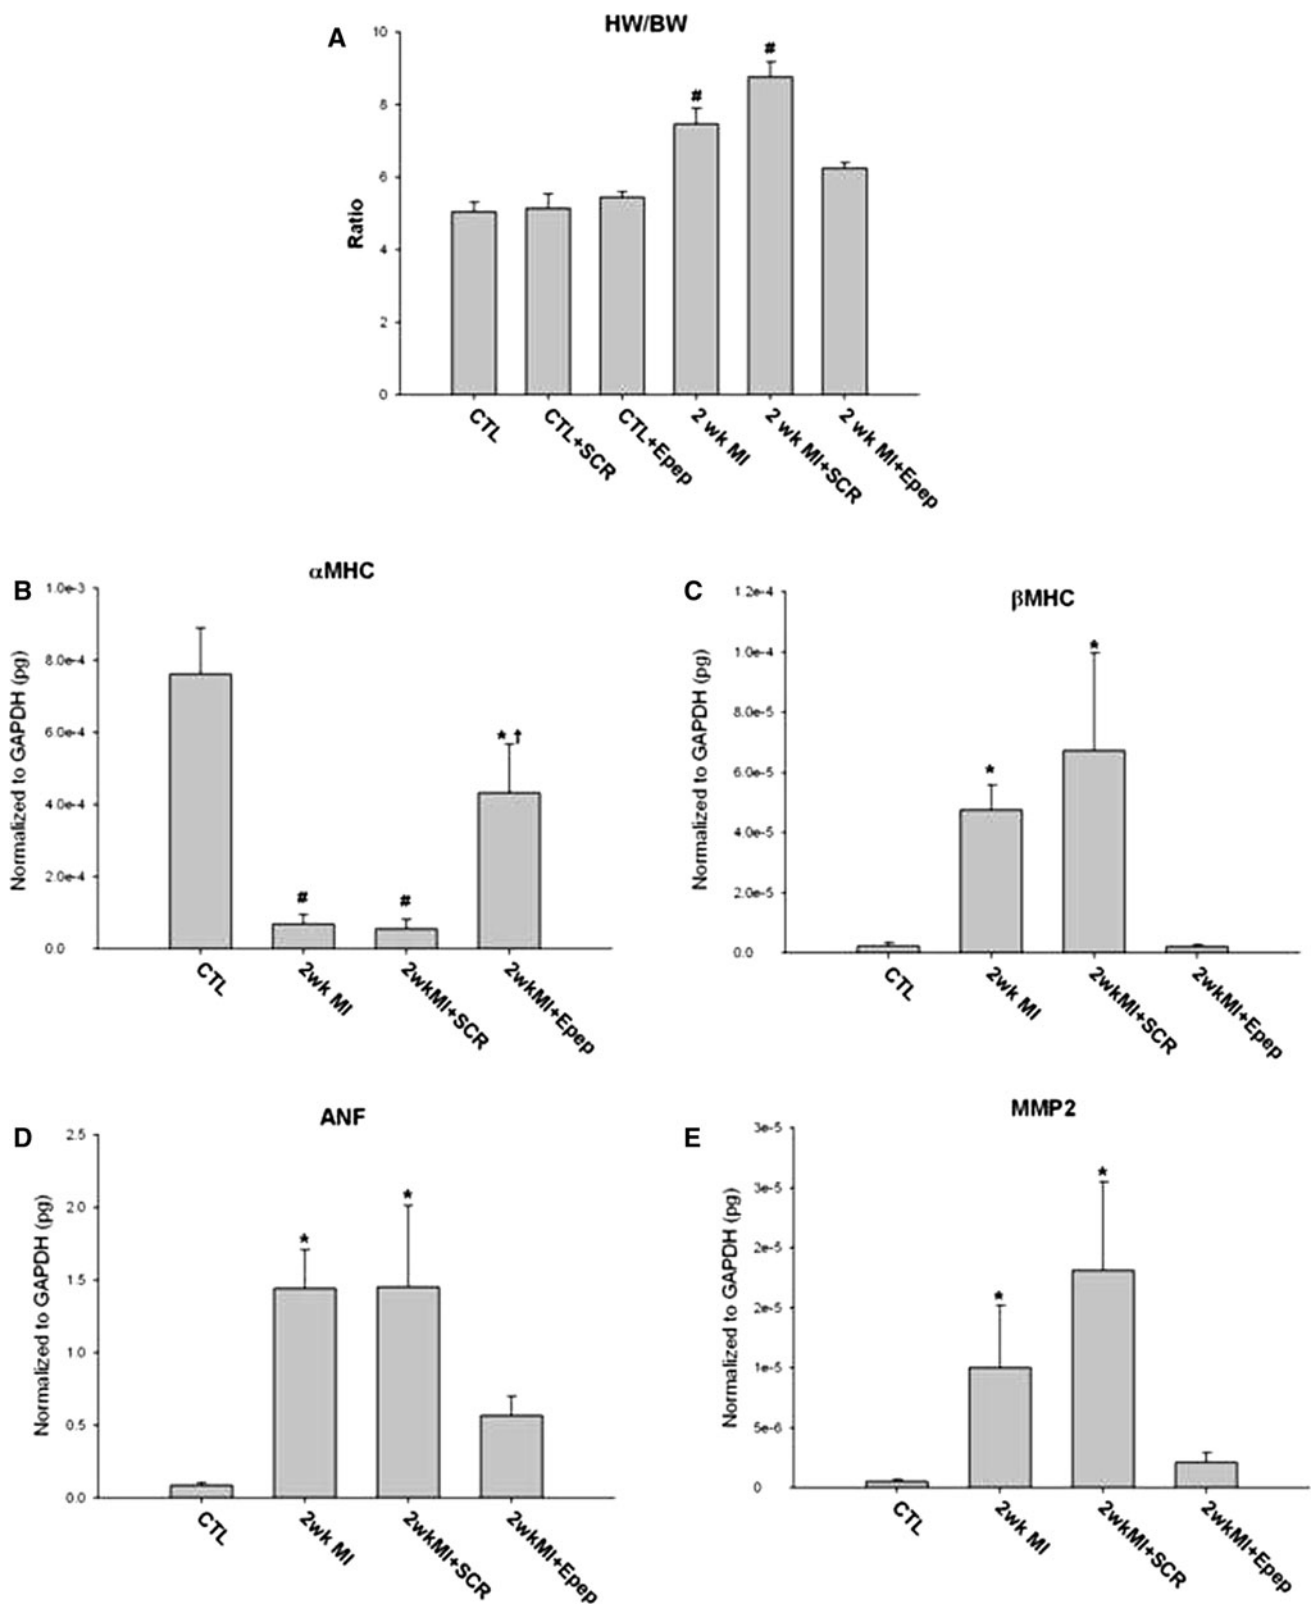 A
HW/BW
10
8
6
4
2
0
Ratio
#
#
CTL
CTL+SCR
CTL+Epep
2 wk MI
2 wk MI+SCR
2 wk MI+Epep
B
αMHC
1.0e-3
8.0e-4
6.0e-4
4.0e-4
2.0e-4
0.0
Normalized to GAPDH (pg)
#
#
*†
CTL
2wk MI
2wkMI+SCR
2wkMI+Epep
C
βMHC
1.2e-4
1.0e-4
8.0e-5
6.0e-5
4.0e-5
2.0e-5
0.0
Normalized to GAPDH (pg)
*
*
CTL
2wk MI
2wkMI+SCR
2wkMI+Epep
D
ANF
2.5
2.0
1.5
1.0
0.5
0.0
Normalized to GAPDH (pg)
*
*
CTL
2wk MI
2wkMI+SCR
2wkMI+Epep
E
MMP2
3e-5
3e-5
2e-5
2e-5
1e-5
5e-6
0
Normalized to GAPDH (pg)
*
*
CTL
2wk MI
2wkMI+SCR
2wkMI+Epep